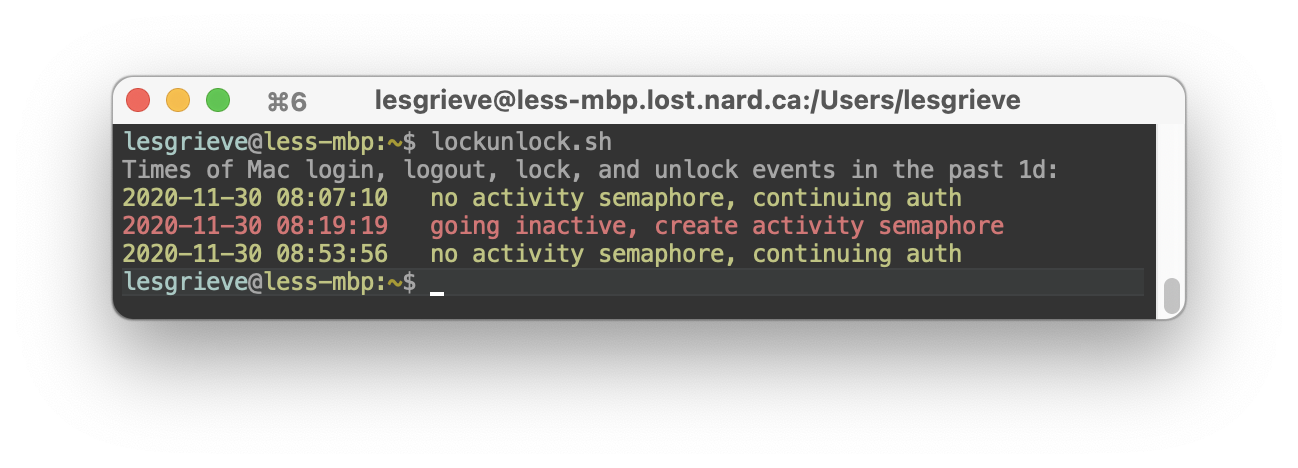 ⌘6 lesgrieve@less-mbp.lost.nard.ca:/Users/lesgrieve
lesgrieve@less-mbp:~$ lockunlock.sh
Times of Mac login, logout, lock, and unlock events in the past 1d:
2020-11-30 08:07:10 no activity semaphore, continuing auth
2020-11-30 08:19:19 going inactive, create activity semaphore
2020-11-30 08:53:56 no activity semaphore, continuing auth
lesgrieve@less-mbp:~$